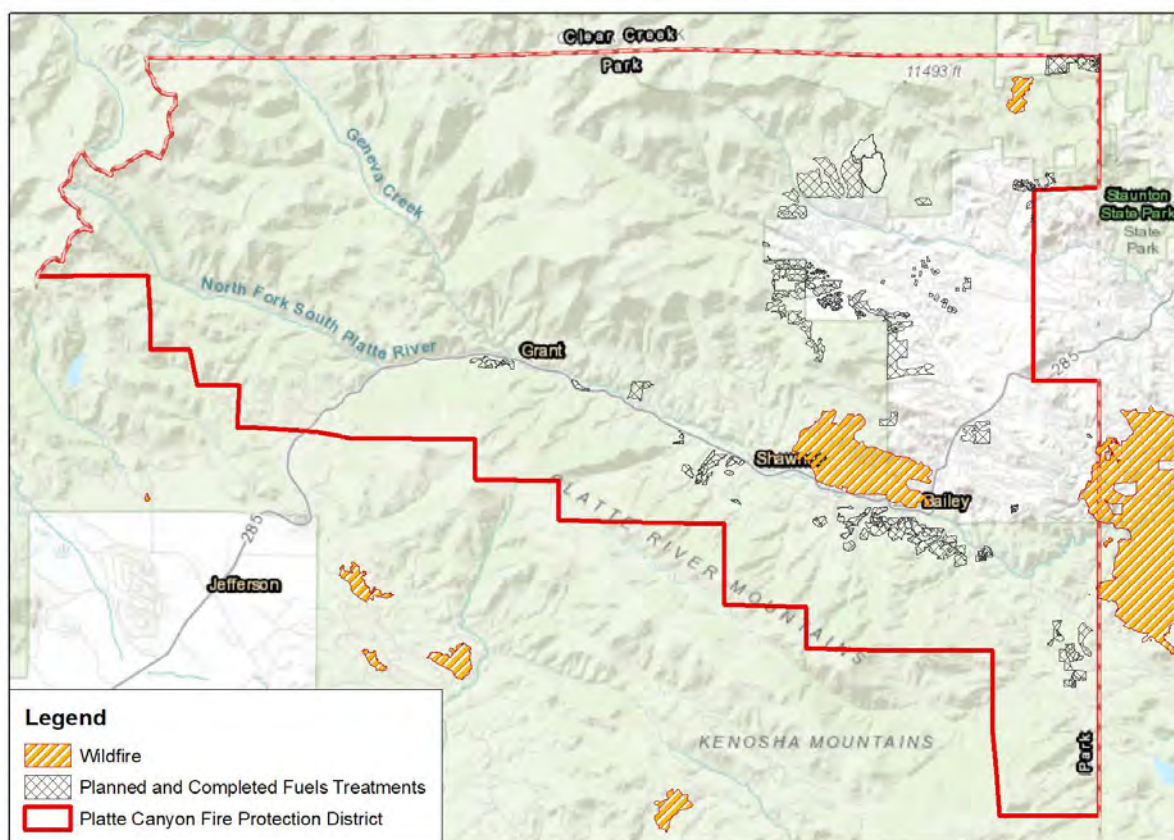 Clear Creek
Park
11493 ft
Geneva Creek
Staunton
State Park
State
Park
North Fork South Platte River
Grant
285
Bailey
285
PLATTE RIVER MOUNTAINS
Jefferson
KENOSHA MOUNTAINS
Park
Legend
Wildfire
Planned and Completed Fuels Treatments
Platte Canyon Fire Protection District